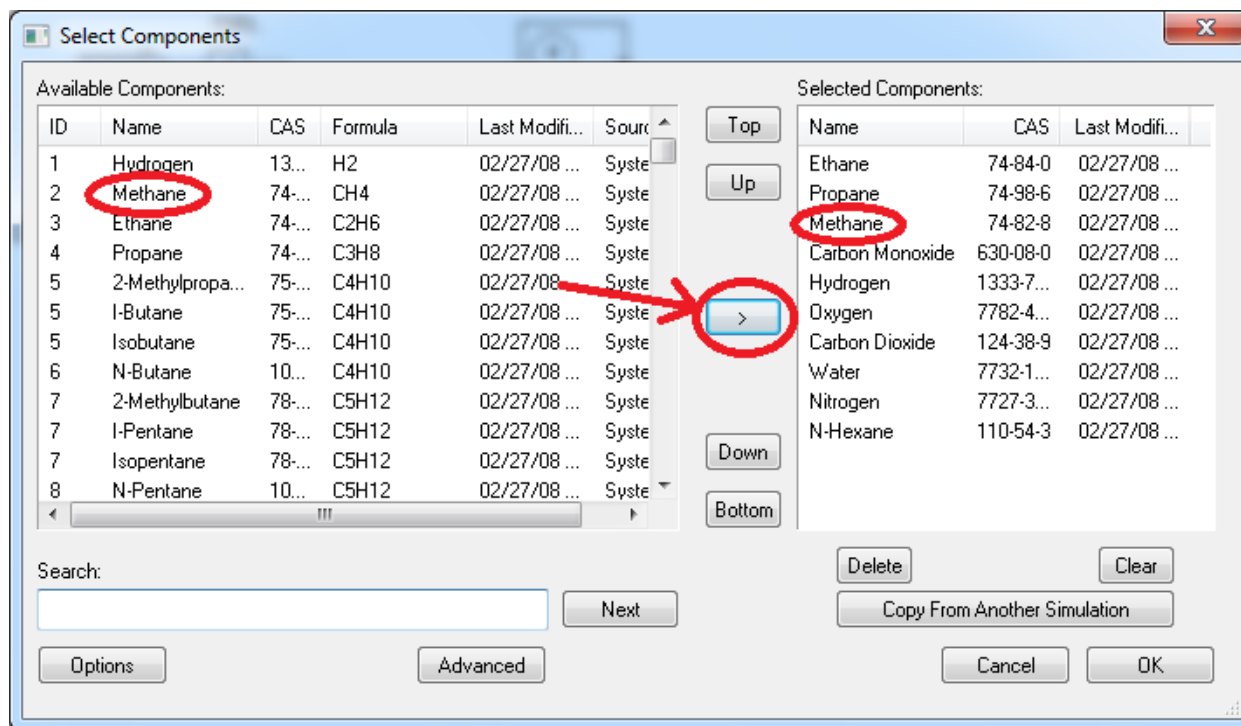 Select Components
x
Available Components:
ID Name CAS Formula Last Modifi... Sourc
1 Hydrogen 13... H2 02/27/08 ... Syste
2 Methane 74-... CH4 02/27/08 ... Syste
3 Ethane 74-... C2H6 02/27/08 ... Syste
4 Propane 74-... C3H8 02/27/08 ... Syste
5 2-Methylpropa... 75-... C4H10 02/27/08 Syste
5 I-Butane 75-... C4H10 02/27/08 ... Syste
5 Isobutane 75-... C4H10 02/27/08 ... Syste
6 N-Butane 10... C4H10 02/27/08 ... Syste
7 2-Methylbutane 78-... C5H12 02/27/08 ... Syste
7 I-Pentane 78-... C5H12 02/27/08 ... Syste
7 Isopentane 78-... C5H12 02/27/08 ... Syste
8 N-Pentane 10... C5H12 02/27/08 ... Syste
Top
Up
>
Down
Bottom
Selected Components:
Name CAS Last Modifi...
Ethane 74-84-0 02/27/08 ...
Propane 74-98-6 02/27/08 ...
Methane 74-82-8 02/27/08 ...
Carbon Monoxide 630-08-0 02/27/08 ...
Hydrogen 1333-7... 02/27/08 ...
Oxygen 7782-4... 02/27/08 ...
Carbon Dioxide 124-38-9 02/27/08 ...
Water 7732-1... 02/27/08 ...
Nitrogen 7727-3... 02/27/08 ...
N-Hexane 110-54-3 02/27/08 ...
Search:
Next
Options
Advanced
Delete
Clear
Copy From Another Simulation
Cancel
OK